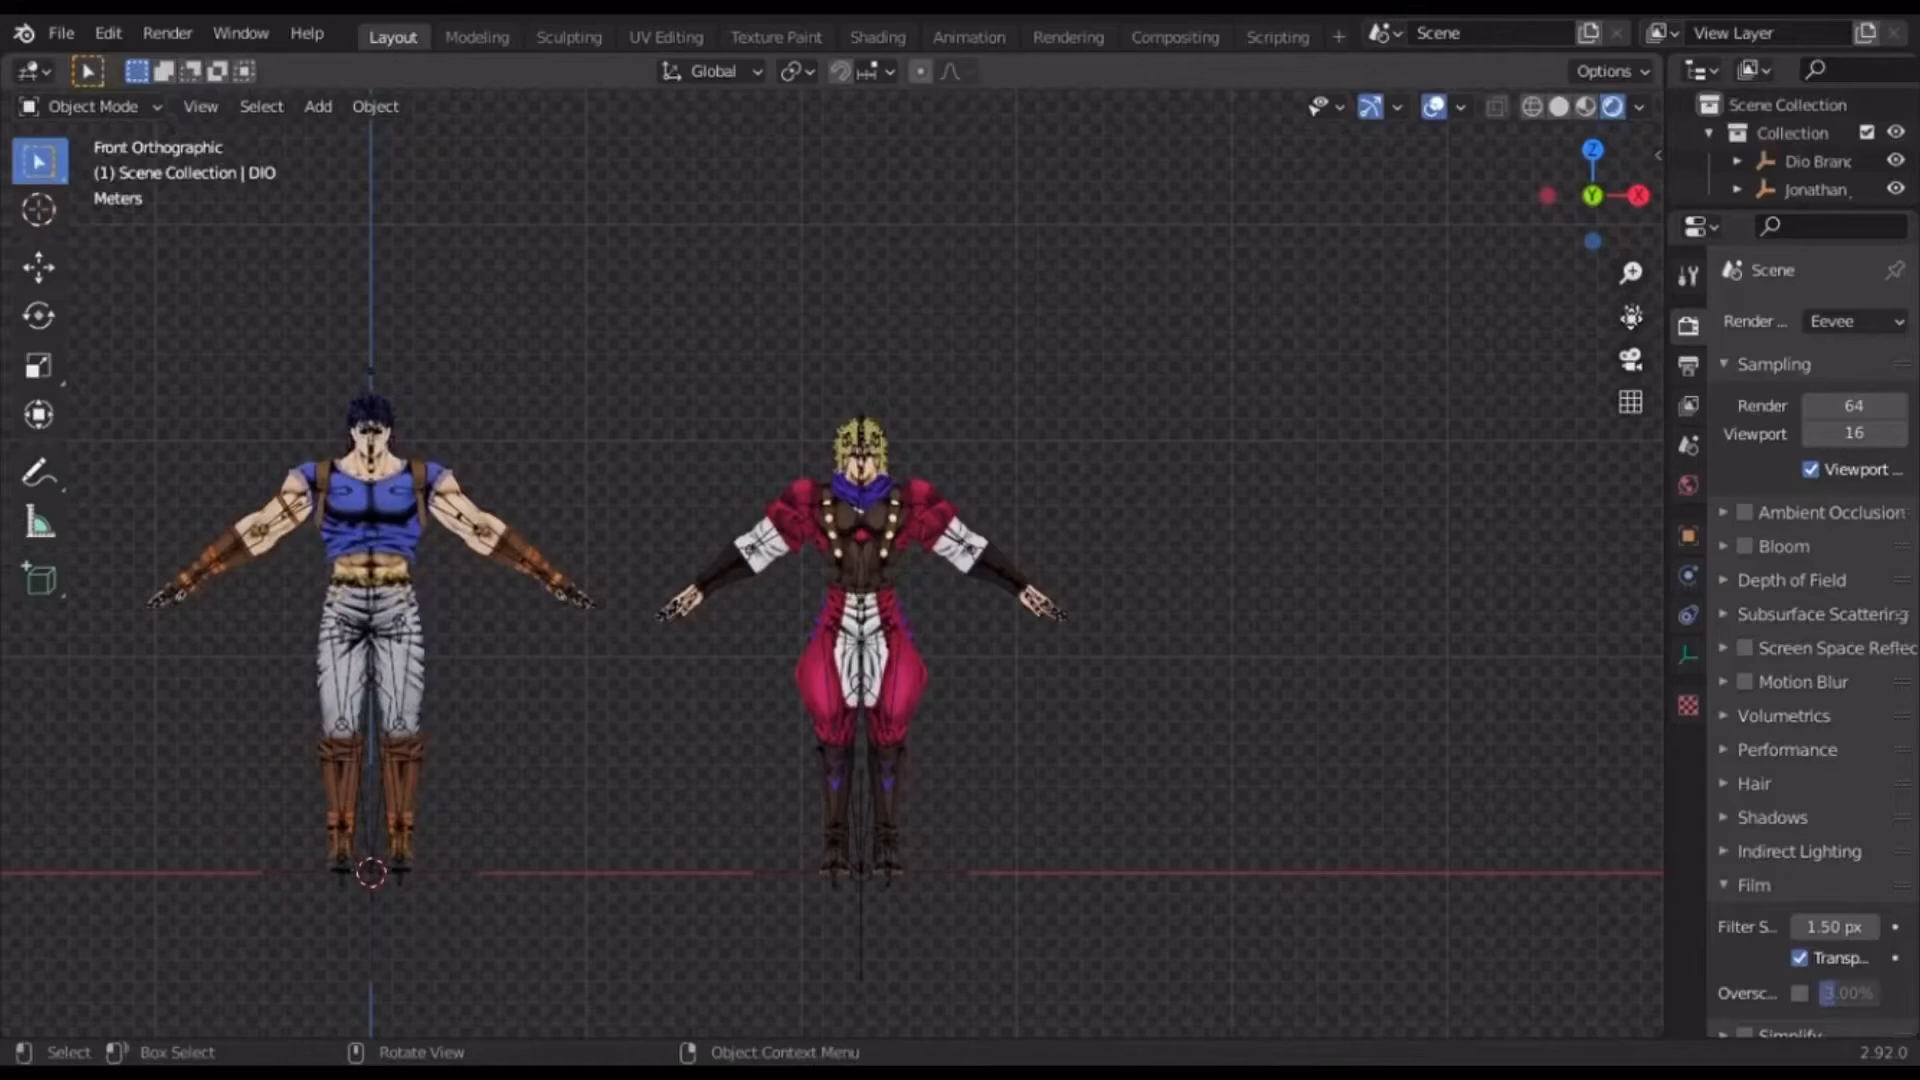 File Edit Render Window Help Layout Modeling Sculpting UV Editing Texture Paint Shading Animation Rendering Compositing Scripting + Scene View Layer
Global Options
Object Mode View Select Add Object
Front Orthographic
(1) Scene Collection | DIO
Meters
Z
Y
X
Scene Collection
Collection
Dio Branc
Jonathan
Scene
Render ... Eevee
Sampling
Render 64
Viewport 16
Viewport ...
Ambient Occlusion
Bloom
Depth of Field
Subsurface Scattering
Screen Space Reflec
Motion Blur
Volumetrics
Performance
Hair
Shadows
Indirect Lighting
Film
Filter S... 1.50 px
Transp...
Oversc... 3.00%
Simplify
Select Box Select Rotate View Object Context Menu 2.92.0